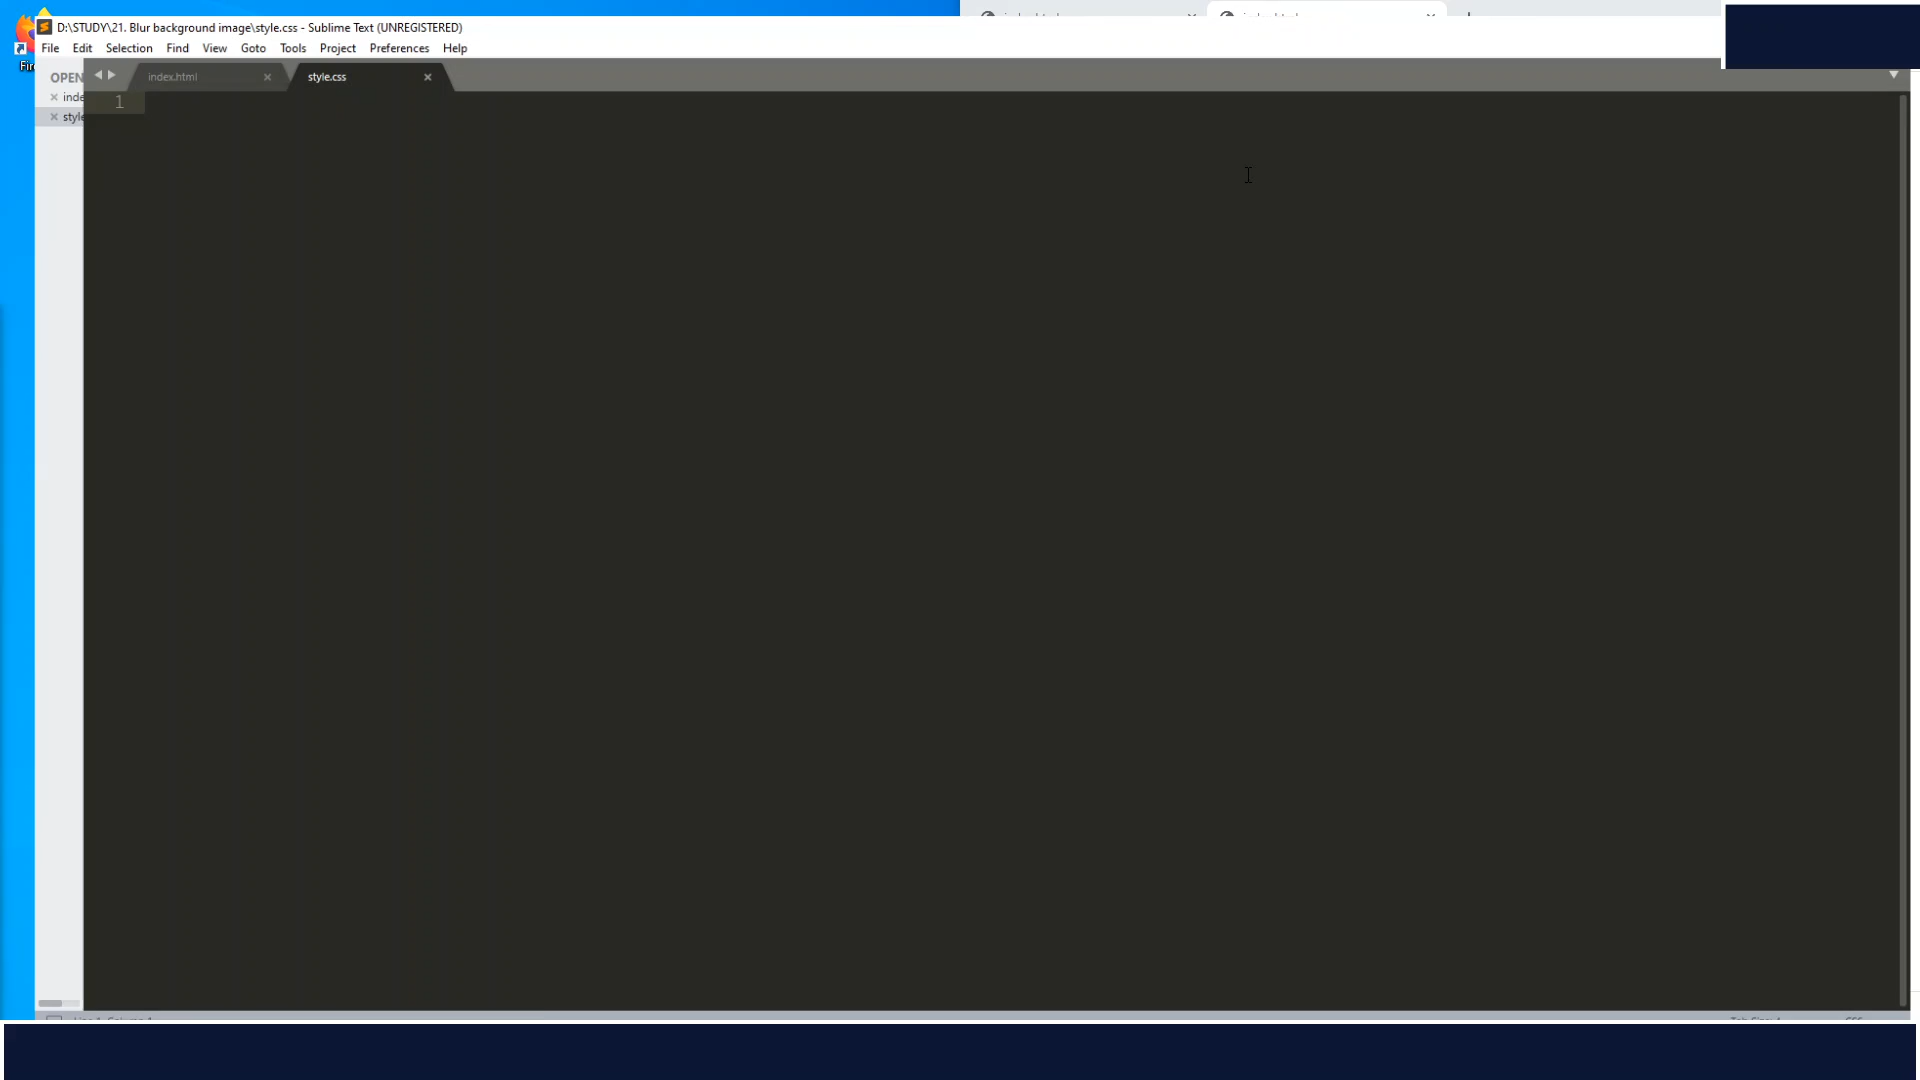 D:\STUDY\21. Blur background image\style.css - Sublime Text (UNREGISTERED)
File Edit Selection Find View Goto Tools Project Preferences Help
OPEN
index.html
style.css
inde
style
1
Fire